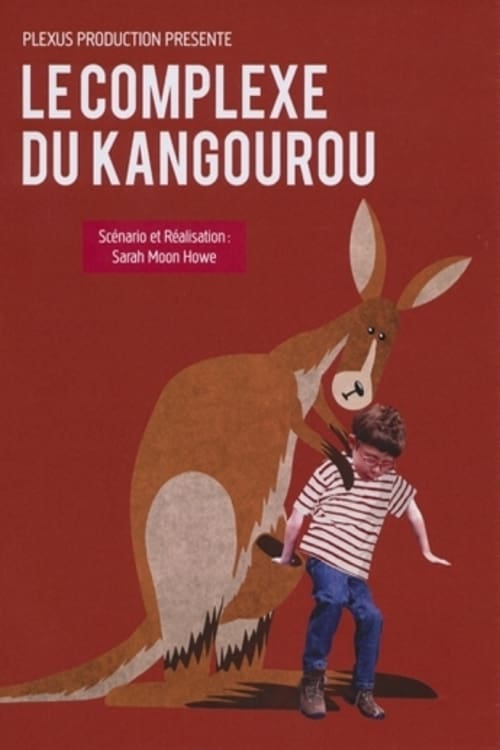 PLEXUS PRODUCTION PRESENTE
LE COMPLEXE
DU KANGOUROU
Scénario et Réalisation :
Sarah Moon Howe